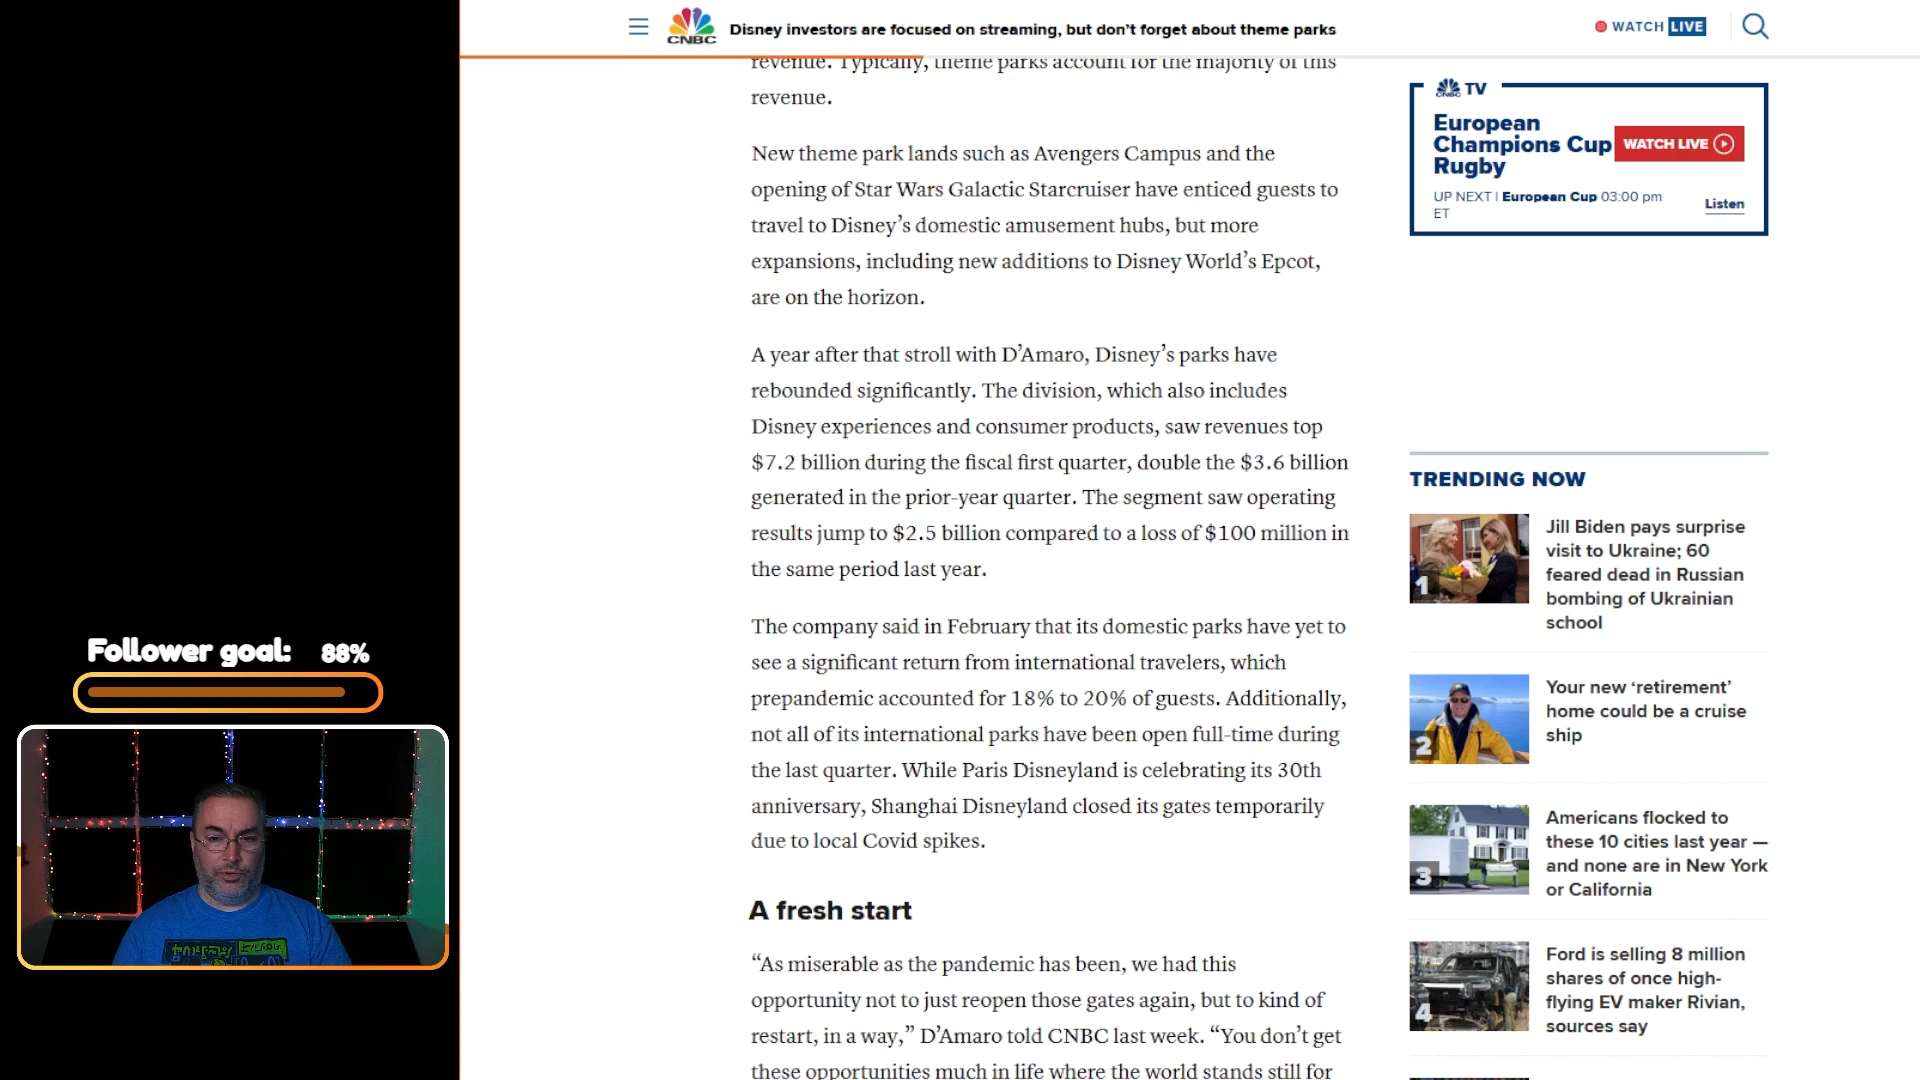 CNBC
Disney investors are focused on streaming, but don't forget about theme parks
WATCH LIVE
revenue. Typically, theme parks account for the majority of this
revenue.
New theme park lands such as Avengers Campus and the
opening of Star Wars Galactic Starcruiser have enticed guests to
travel to Disney's domestic amusement hubs, but more
expansions, including new additions to Disney World's Epcot,
are on the horizon.
A year after that stroll with D'Amaro, Disney's parks have
rebounded significantly. The division, which also includes
Disney experiences and consumer products, saw revenues top
$7.2 billion during the fiscal first quarter, double the $3.6 billion
generated in the prior-year quarter. The segment saw operating
results jump to $2.5 billion compared to a loss of $100 million in
the same period last year.
The company said in February that its domestic parks have yet to
see a significant return from international travelers, which
prepandemic accounted for 18% to 20% of guests. Additionally,
not all of its international parks have been open full-time during
the last quarter. While Paris Disneyland is celebrating its 30th
anniversary, Shanghai Disneyland closed its gates temporarily
due to local Covid spikes.
A fresh start
“As miserable as the pandemic has been, we had this
opportunity not to just reopen those gates again, but to kind of
restart, in a way,” D'Amaro told CNBC last week. “You don't get
these opportunities much in life where the world stands still for
CNBC TV
European
Champions Cup
Rugby
WATCH LIVE
UP NEXT | European Cup 03:00 pm
ET
Listen
TRENDING NOW
1
Jill Biden pays surprise
visit to Ukraine; 60
feared dead in Russian
bombing of Ukrainian
school
2
Your new ‘retirement’
home could be a cruise
ship
3
Americans flocked to
these 10 cities last year —
and none are in New York
or California
4
Ford is selling 8 million
shares of once high-
flying EV maker Rivian,
sources say
Follower goal: 88%